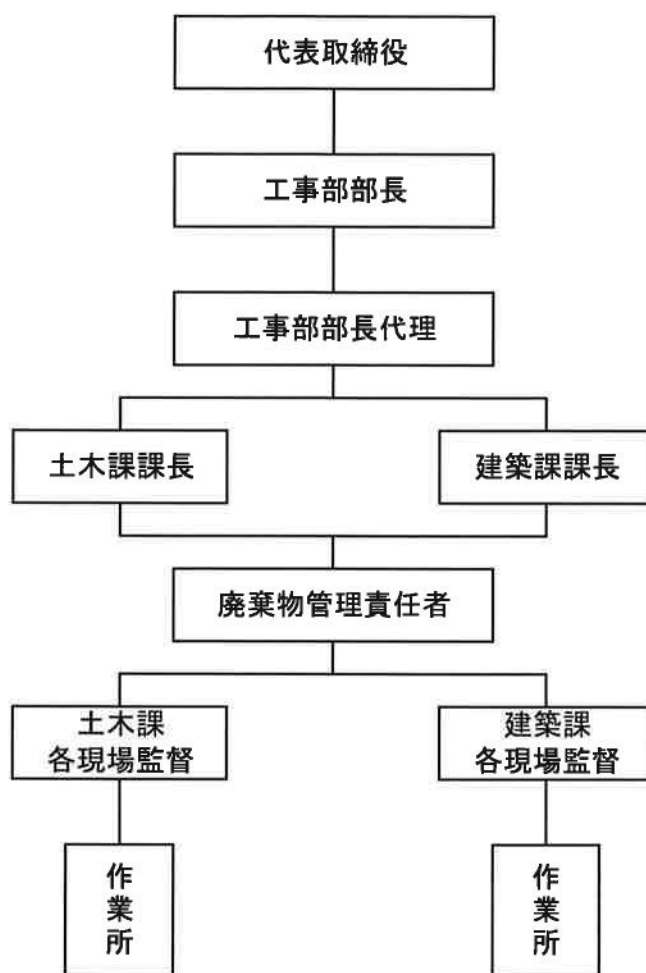 代表取締役
工事部部長
工事部部長代理
土木課課長
建築課課長
廃棄物管理責任者
土木課
各現場監督
建築課
各現場監督
作業所
作業所